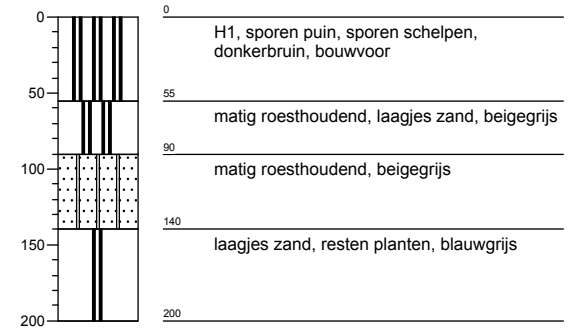 0
50
100
150
200
0
H1, sporen puin, sporen schelpen,
donkerbruin, bouwvoor
55
matig roesthoudend, laagjes zand, beigegrijs
90
matig roesthoudend, beigegrijs
140
laagjes zand, resten planten, blauwgrijs
200